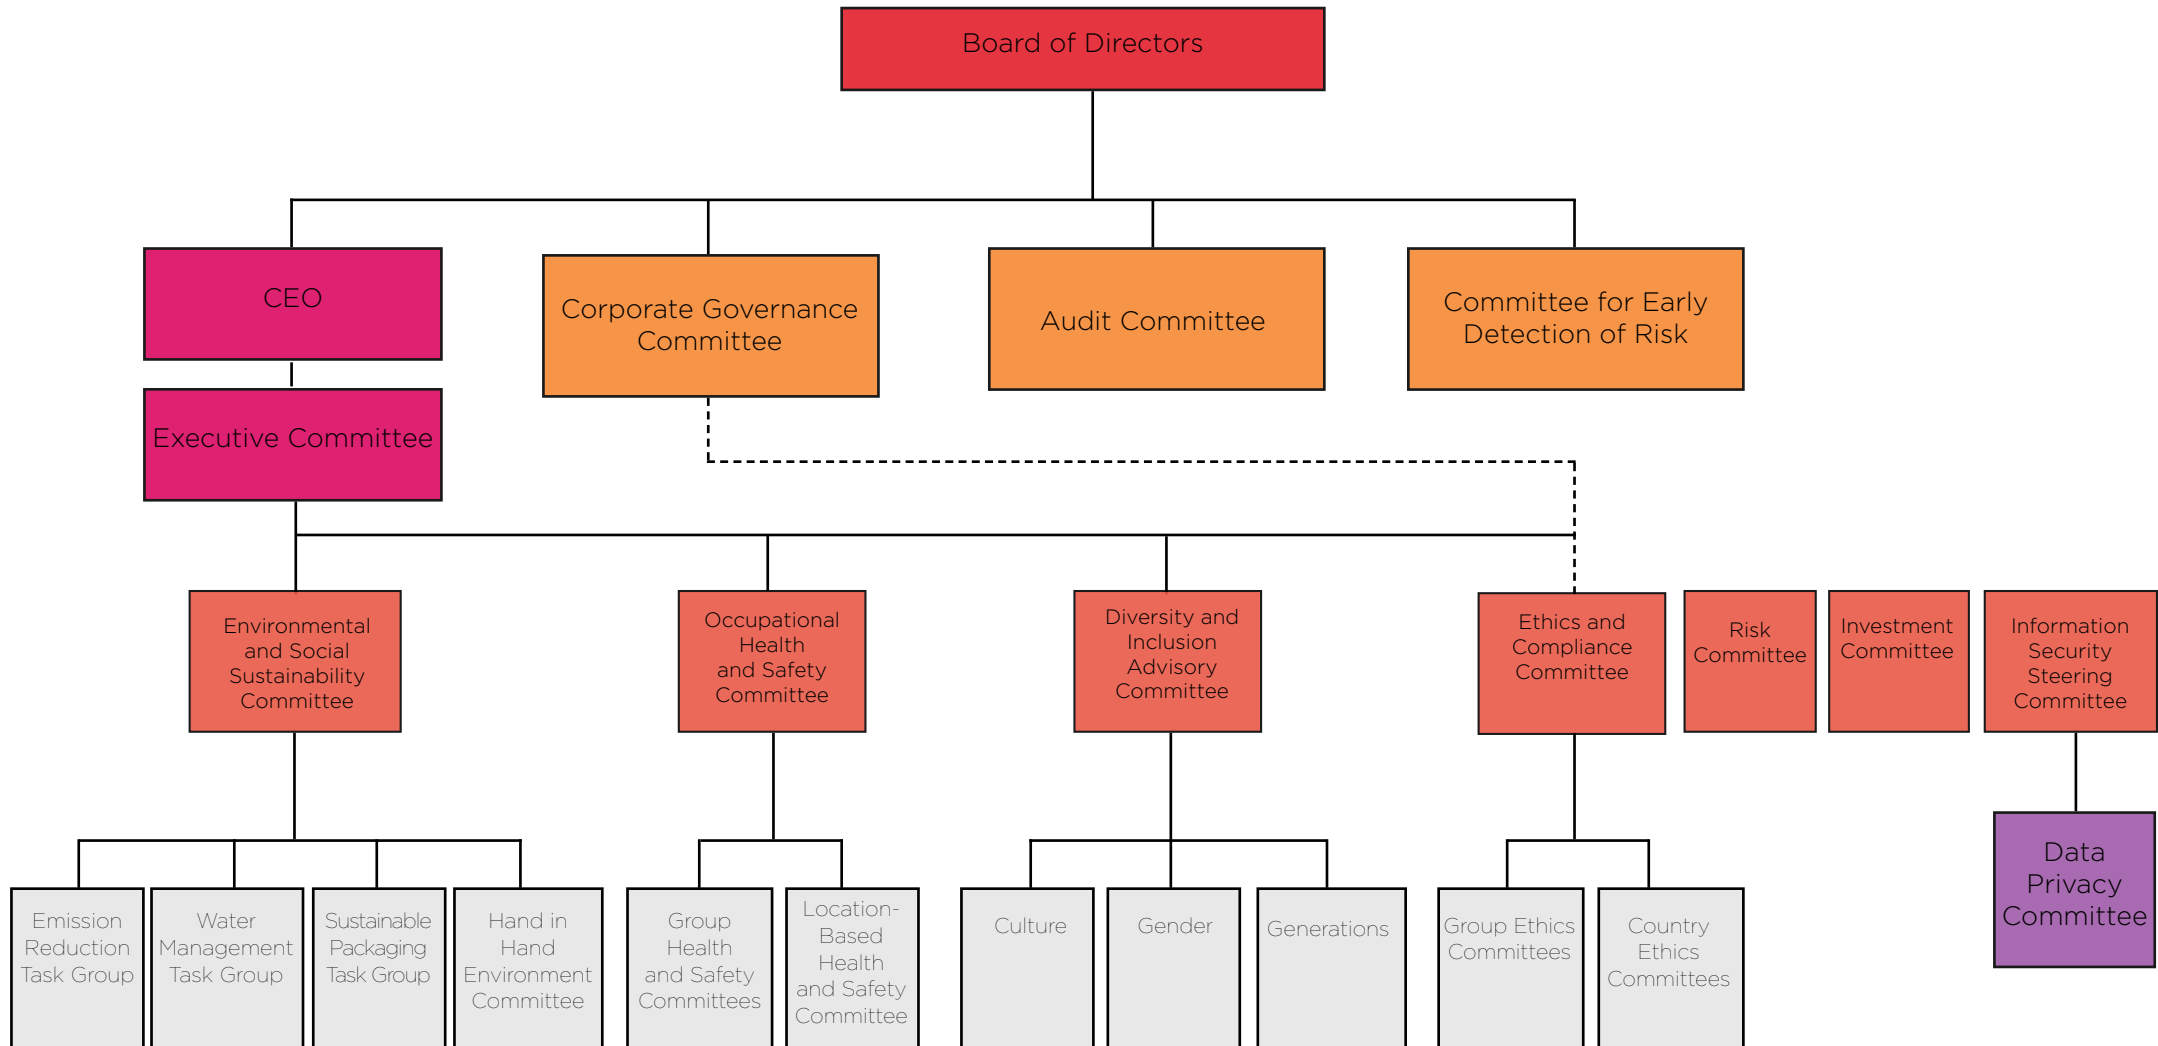 Board of Directors
CEO
Corporate Governance
Committee
Audit Committee
Committee for Early
Detection of Risk
Executive Committee
Environmental
and Social
Sustainability
Committee
Occupational
Health
and Safety
Committee
Diversity and
Inclusion
Advisory
Committee
Ethics and
Compliance
Committee
Risk
Committee
Investment
Committee
Information
Security
Steering
Committee
Emission
Reduction
Task Group
Water
Management
Task Group
Sustainable
Packaging
Task Group
Hand in
Hand
Environment
Committee
Group
Health
and Safety
Committees
Location-
Based
Health
and Safety
Committee
Culture
Gender
Generations
Group Ethics
Committees
Country
Ethics
Committees
Data
Privacy
Committee